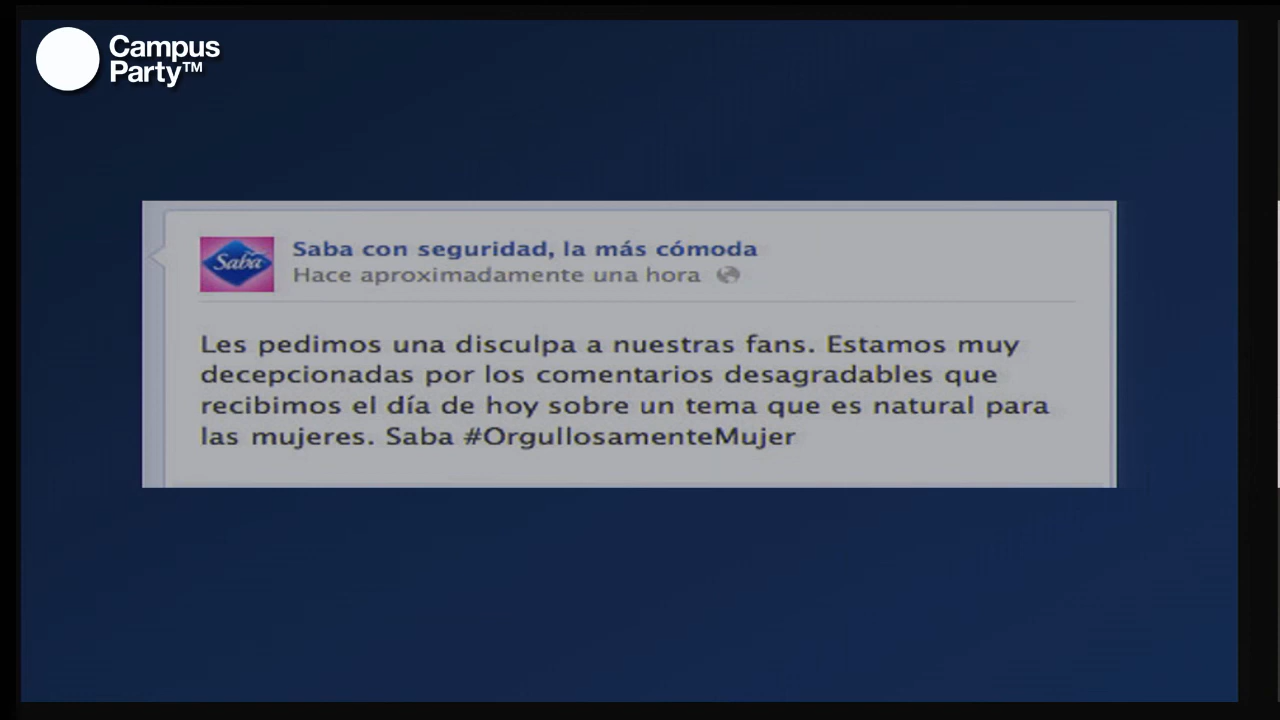 Campus
Party™
Saba
Saba con seguridad, la más cómoda
Hace aproximadamente una hora
Les pedimos una disculpa a nuestras fans. Estamos muy
decepcionadas por los comentarios desagradables que
recibimos el día de hoy sobre un tema que es natural para
las mujeres. Saba #OrgullosamenteMujer